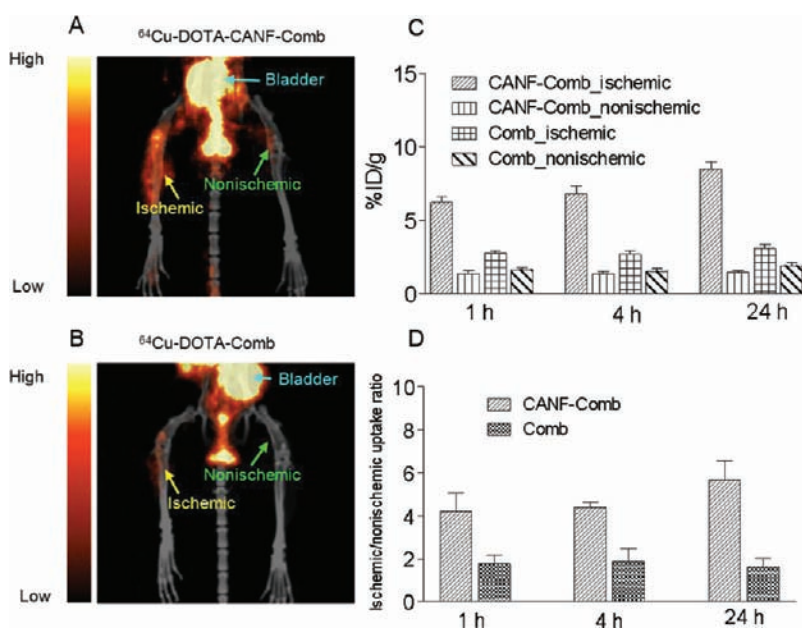 A
⁶⁴Cu-DOTA-CANF-Comb
High
Bladder
Nonischemic
Ischemic
Low
B
⁶⁴Cu-DOTA-Comb
High
Bladder
Nonischemic
Ischemic
Low
C
15
10
5
0
%ID/g
CANF-Comb_ischemic
CANF-Comb_nonischemic
Comb_ischemic
Comb_nonischemic
1 h 4 h 24 h
D
10
8
6
4
2
0
Ischemic/nonischemic uptake ratio
CANF-Comb
Comb
1 h 4 h 24 h